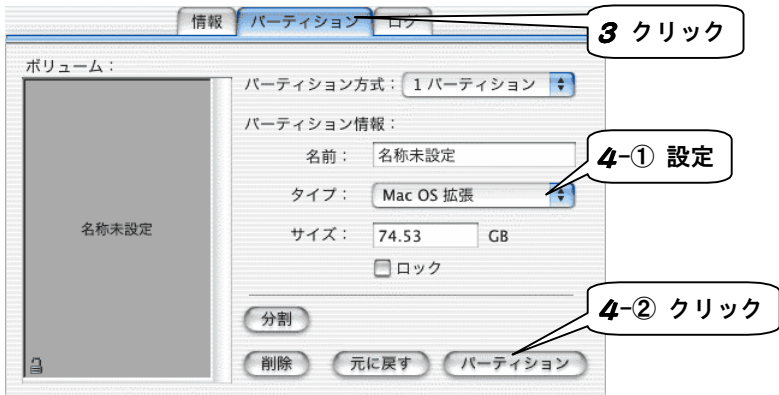 情報 パーティション ログ
3 クリック
ボリューム：
パーティション方式： 1 パーティション
パーティション情報：
名前： 名称未設定
4-① 設定
タイプ： Mac OS 拡張
名称未設定
サイズ： 74.53 GB
ロック
4-② クリック
分割
削除 元に戻す パーティション